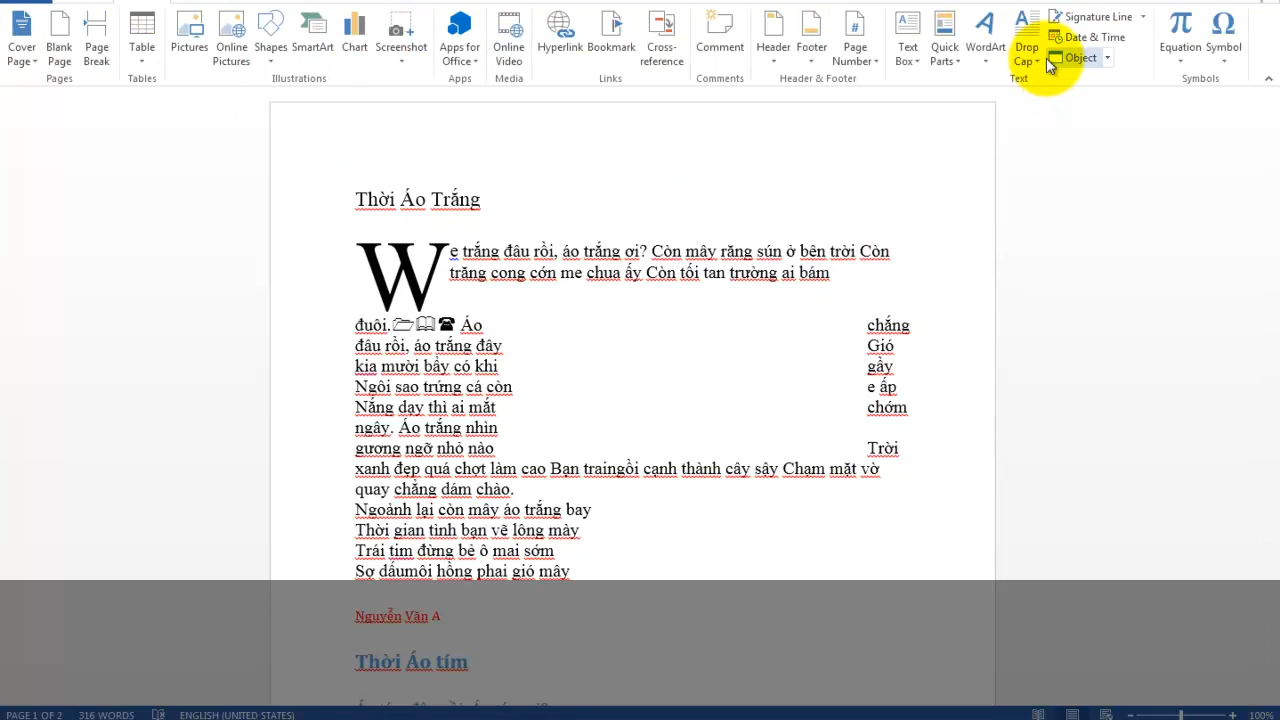 Cover Page
Blank Page
Page Break
Table
Pictures
Online Pictures
Shapes
SmartArt
Chart
Screenshot
Apps for Office
Online Video
Hyperlink
Bookmark
Cross-reference
Comment
Header
Footer
Page Number
Text Box
Quick Parts
WordArt
Drop Cap
Signature Line
Date & Time
Object
Equation
Symbol
Pages
Tables
Illustrations
Apps
Media
Links
Comments
Header & Footer
Text
Symbols
Thời Áo Trắng
We trắng đâu rồi, áo trắng ơi? Còn mây răng sún ở bên trời Còn
trăng cong cớn me chua ấy Còn tối tan trường ai bám
đuôi. Áo chẳng
đâu rồi, áo trắng đây Gió
kia mười bẩy có khi gầy
Ngôi sao trứng cá còn e ấp
Nắng dạy thì ai mắt chớm
ngây. Áo trắng nhìn
gương ngỡ nhỏ nào Trời
xanh đẹp quá chợt làm cao Bạn traingồi cạnh thành cây sậy Chạm mặt vờ
quay chẳng dám chào.
Ngoảnh lại còn mây áo trắng bay
Thời gian tình bạn vẽ lông mày
Trái tim đừng bẻ ô mai sớm
Sợ dấumôi hồng phai gió mây
Nguyễn Văn A
Thời Áo tím
PAGE 1 OF 2 316 WORDS ENGLISH (UNITED STATES) 100%